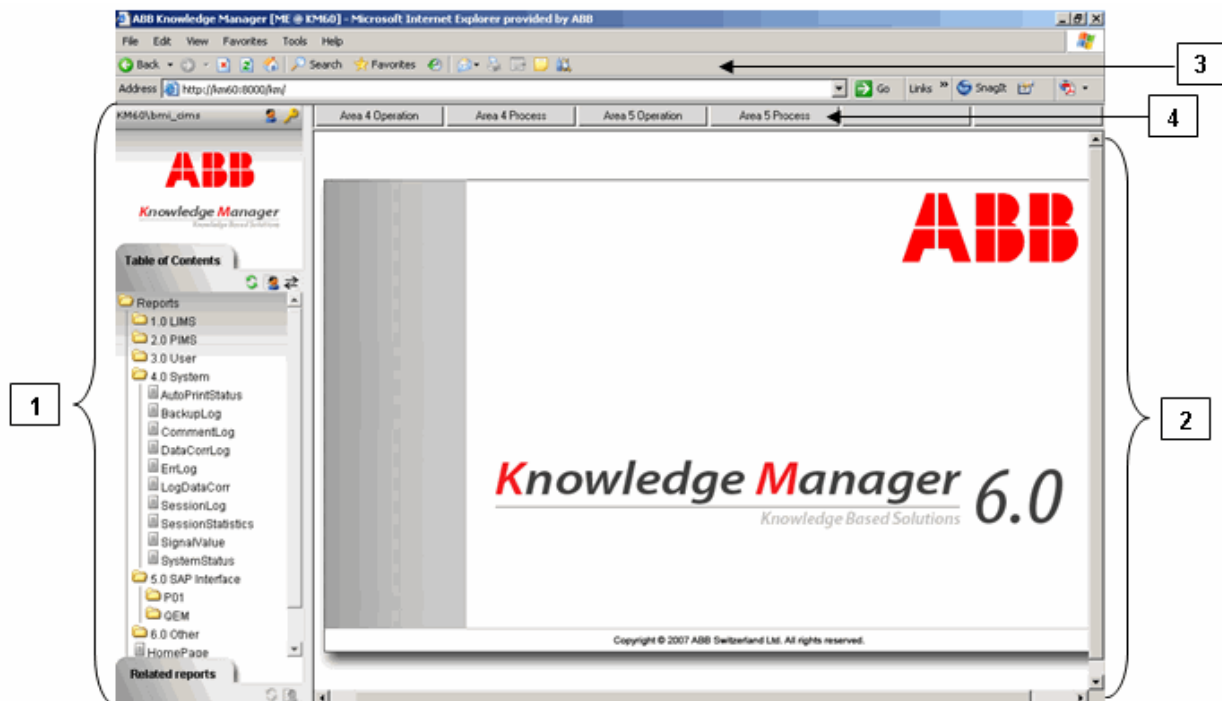 ABB Knowledge Manager [ME @ KM60] - Microsoft Internet Explorer provided by ABB
File Edit View Favorites Tools Help
Back Search Favorites
3
Address http://km60:8000/km/ Go Links » SnagIt
KM60\bmi_cims
Area 4 Operation Area 4 Process Area 5 Operation Area 5 Process
4
ABB
Knowledge Manager
Knowledge Based Solutions
Table of Contents
Reports
1.0 LIMS
2.0 PIMS
3.0 User
4.0 System
AutoPrintStatus
BackupLog
CommentLog
DataCorrLog
ErrLog
LogDataCorr
SessionLog
SessionStatistics
SignalValue
SystemStatus
5.0 SAP Interface
P01
QEM
6.0 Other
HomePage
Related reports
1
ABB
Knowledge Manager 6.0
Knowledge Based Solutions
Copyright © 2007 ABB Switzerland Ltd. All rights reserved.
2